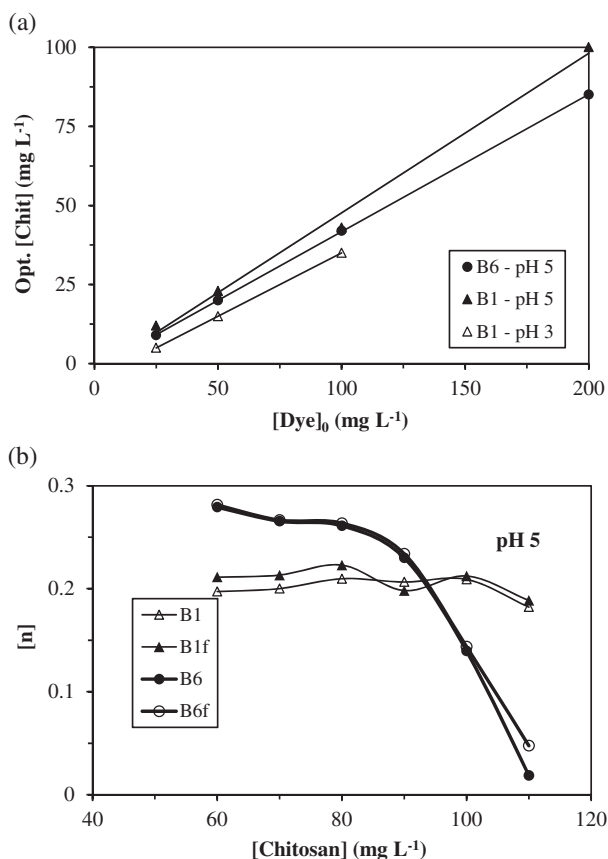 (a)
100
75
50
25
0
Opt. [Chit] (mg L⁻¹)
B6 - pH 5
B1 - pH 5
B1 - pH 3
0 50 100 150 200
[Dye]₀ (mg L⁻¹)
(b)
0.3
0.2
0.1
0
[n]
pH 5
B1
B1f
B6
B6f
40 60 80 100 120
[Chitosan] (mg L⁻¹)